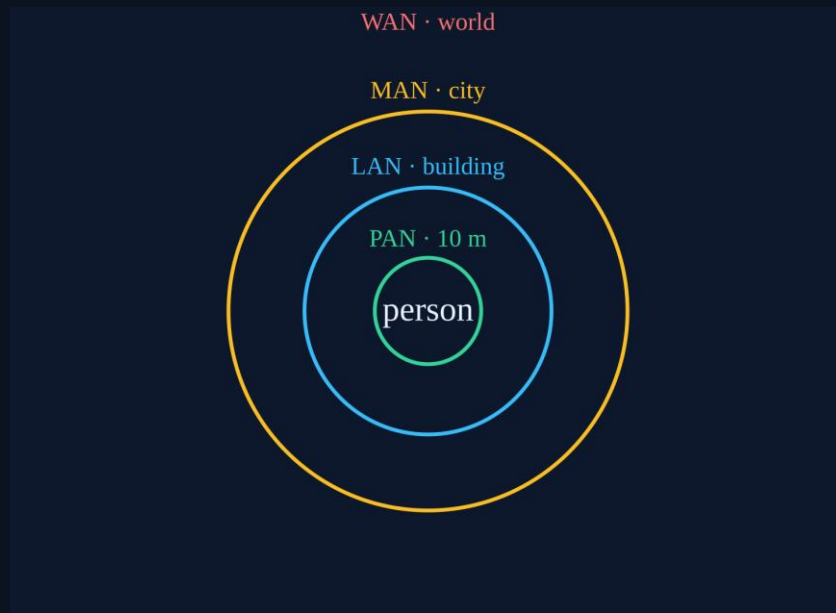 WAN · world
MAN · city
LAN · building
PAN · 10 m
person